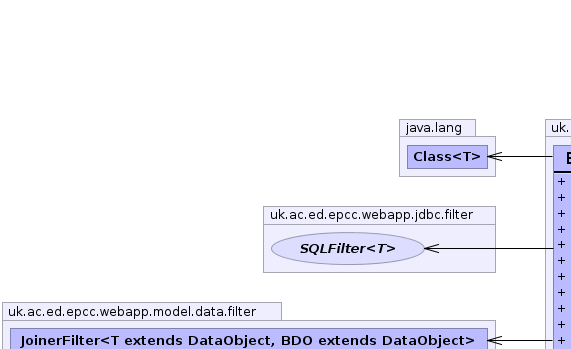 java.lang
uk.
Class<T>
+
+
+
uk.ac.ed.epcc.webapp.jdbc.filter
+
SQLFilter<T>
+
+
+
+
uk.ac.ed.epcc.webapp.model.data.filter
+
+
JoinerFilter<T extends DataObject, BDO extends DataObject>
+